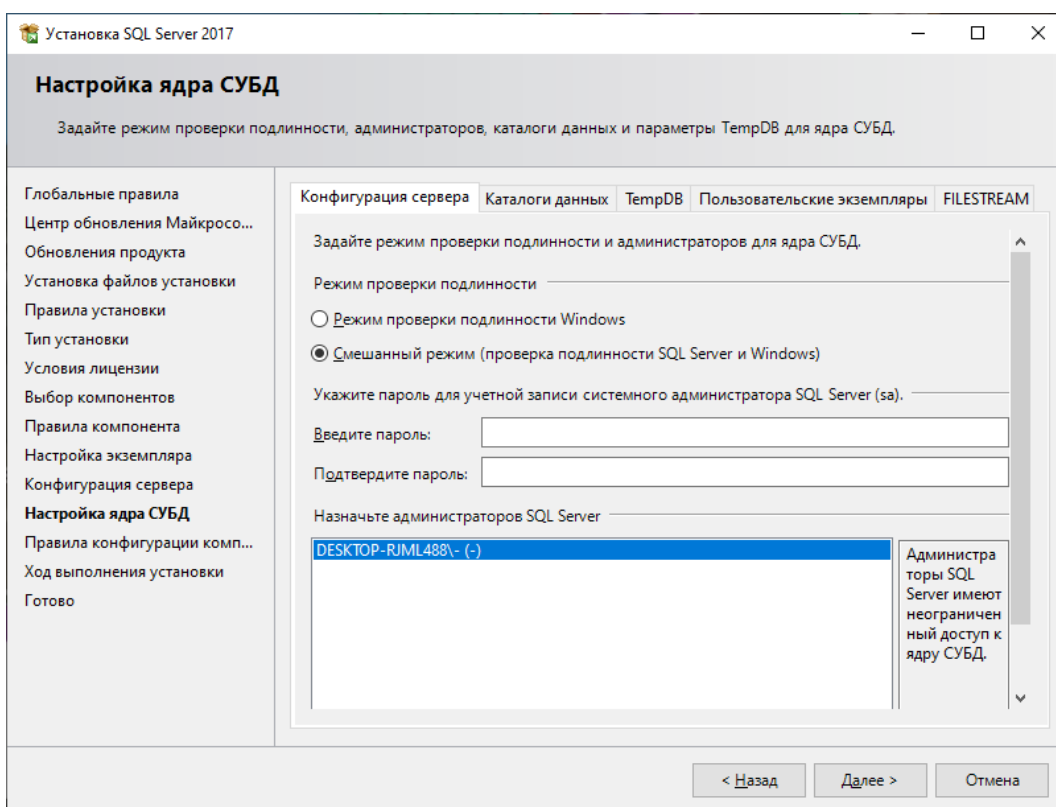 Установка SQL Server 2017
Настройка ядра СУБД
Задайте режим проверки подлинности, администраторов, каталоги данных и параметры TempDB для ядра СУБД.
Глобальные правила
Центр обновления Майкросо...
Обновления продукта
Установка файлов установки
Правила установки
Тип установки
Условия лицензии
Выбор компонентов
Правила компонента
Настройка экземпляра
Конфигурация сервера
Настройка ядра СУБД
Правила конфигурации комп...
Ход выполнения установки
Готово
Конфигурация сервера Каталоги данных TempDB Пользовательские экземпляры FILESTREAM
Задайте режим проверки подлинности и администраторов для ядра СУБД.
Режим проверки подлинности
Режим проверки подлинности Windows
Смешанный режим (проверка подлинности SQL Server и Windows)
Укажите пароль для учетной записи системного администратора SQL Server (sa).
Введите пароль:
Подтвердите пароль:
Назначьте администраторов SQL Server
DESKTOP-RJML488\- (-)
Администра
торы SQL
Server имеют
неограничен
ный доступ к
ядру СУБД.
< Назад Далее > Отмена